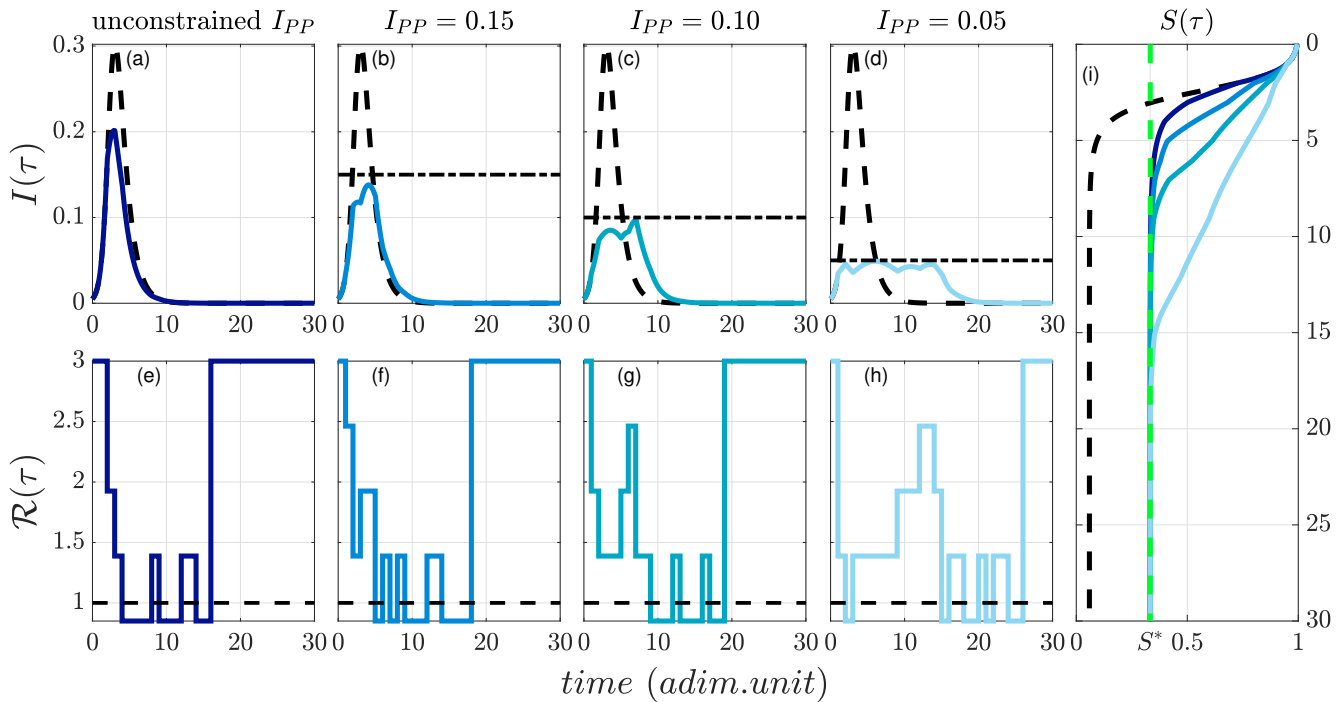 unconstrained I_PP I_PP = 0.15 I_PP = 0.10 I_PP = 0.05 S(τ)
(a) (b) (c) (d) (i)
I(τ)
0.3
0.2
0.1
0
0 10 20 30 0 10 20 30 0 10 20 30 0 10 20 30
(e) (f) (g) (h)
R(τ)
3
2.5
2
1.5
1
0 10 20 30 0 10 20 30 0 10 20 30 0 10 20 30
0
5
10
15
20
25
30
0 S* 0.5 1
time (adim.unit)